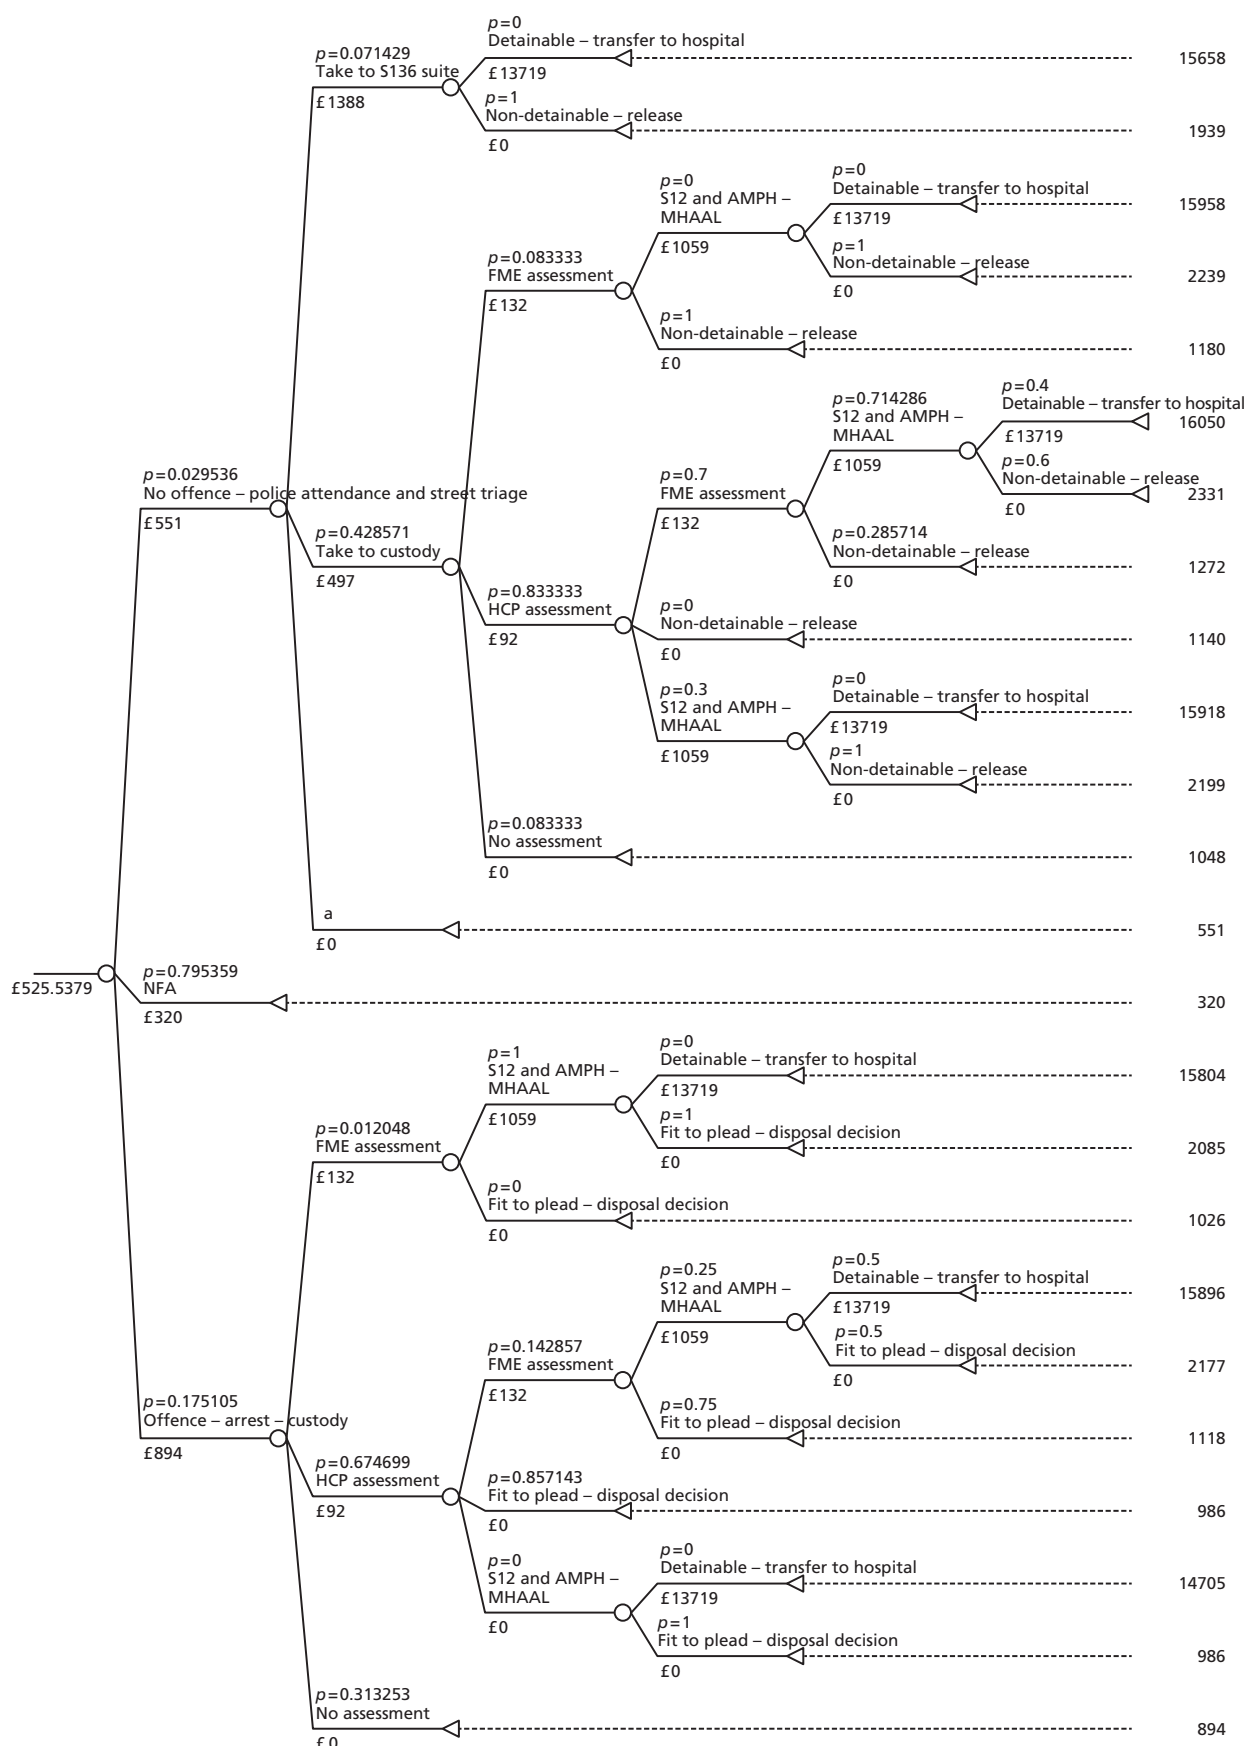 p=0
Detainable – transfer to hospital
£13719
15658
p=0.071429
Take to S136 suite
£1388
p=1
Non-detainable – release
£0
1939
p=0
Detainable – transfer to hospital
£13719
15958
p=0
S12 and AMPH –
MHAAL
£1059
p=1
Non-detainable – release
£0
2239
p=0.083333
FME assessment
£132
p=1
Non-detainable – release
£0
1180
p=0.4
Detainable – transfer to hospital
£13719
16050
p=0.714286
S12 and AMPH –
MHAAL
£1059
p=0.6
Non-detainable – release
£0
2331
p=0.7
FME assessment
£132
p=0.029536
No offence – police attendance and street triage
£551
p=0.428571
Take to custody
£497
p=0.285714
Non-detainable – release
£0
1272
p=0.833333
HCP assessment
£92
p=0
Non-detainable – release
£0
1140
p=0.3
S12 and AMPH –
MHAAL
£1059
p=0
Detainable – transfer to hospital
£13719
15918
p=1
Non-detainable – release
£0
2199
p=0.083333
No assessment
£0
1048
a
£0
551
£525.5379
p=0.795359
NFA
£320
320
p=0
Detainable – transfer to hospital
£13719
15804
p=1
S12 and AMPH –
MHAAL
£1059
p=1
Fit to plead – disposal decision
£0
2085
p=0.012048
FME assessment
£132
p=0
Fit to plead – disposal decision
£0
1026
p=0.5
Detainable – transfer to hospital
£13719
15896
p=0.25
S12 and AMPH –
MHAAL
£1059
p=0.5
Fit to plead – disposal decision
£0
2177
p=0.142857
FME assessment
£132
p=0.75
Fit to plead – disposal decision
£0
1118
p=0.175105
Offence – arrest – custody
£894
p=0.674699
HCP assessment
£92
p=0.857143
Fit to plead – disposal decision
£0
986
p=0
S12 and AMPH –
MHAAL
£0
p=0
Detainable – transfer to hospital
£13719
14705
p=1
Fit to plead – disposal decision
£0
986
p=0.313253
No assessment
£0
894